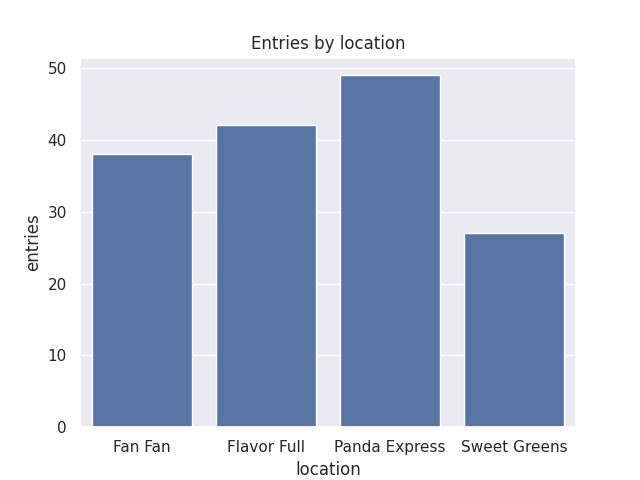 Entries by location
50
40
30
20
10
0
entries
Fan Fan
Flavor Full
Panda Express
Sweet Greens
location